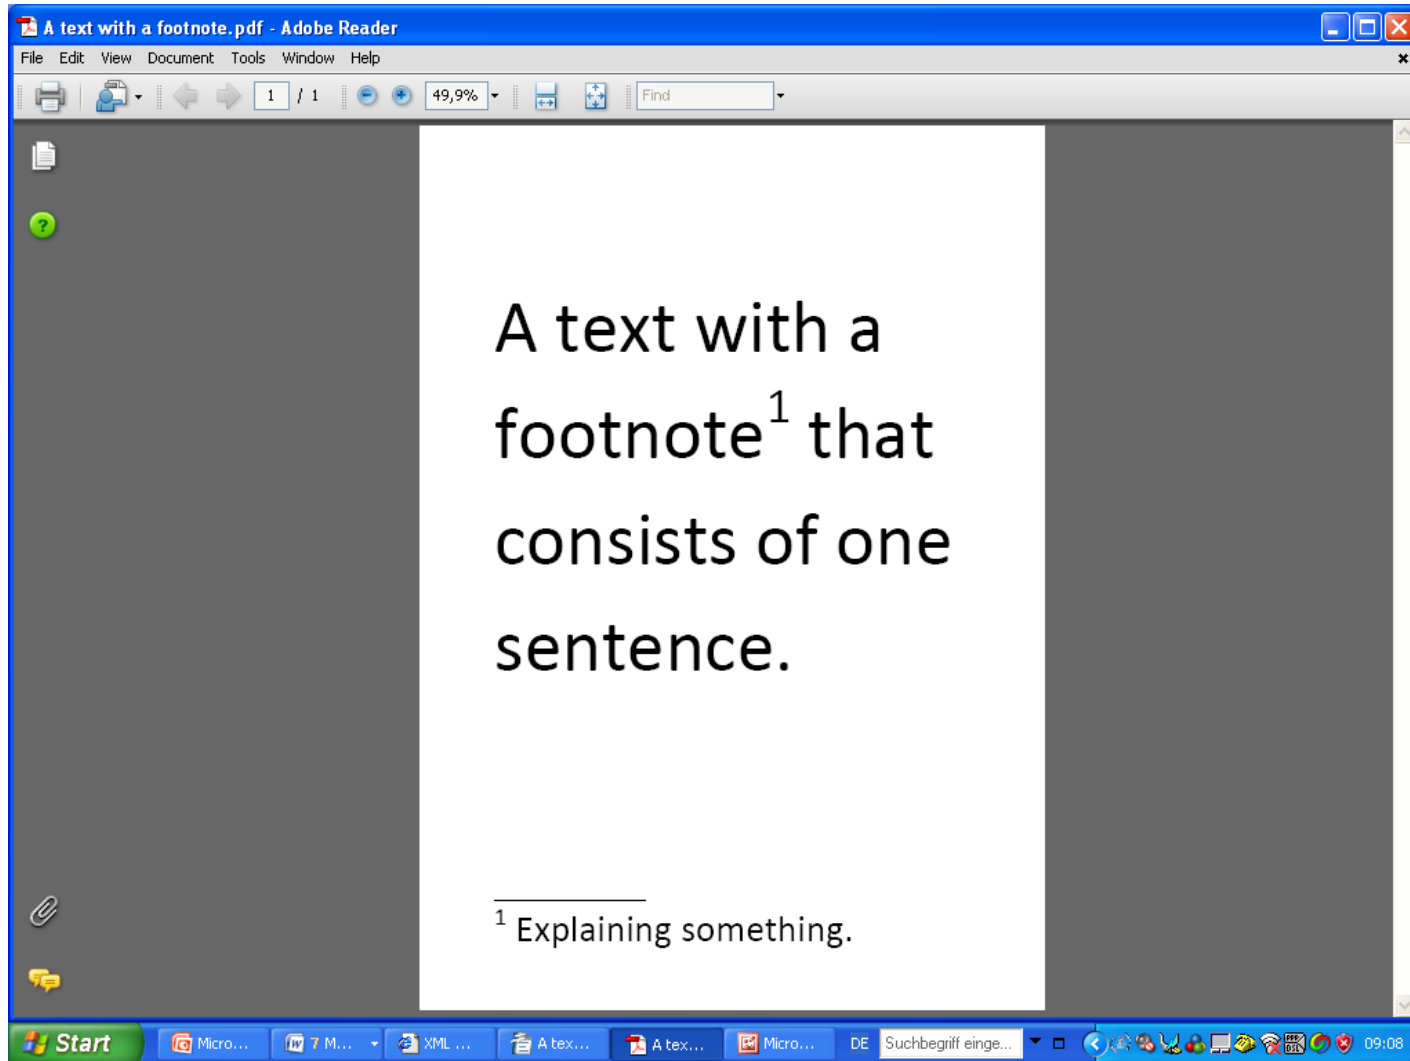 A text with a footnote.pdf - Adobe Reader
File Edit View Document Tools Window Help
1 / 1 49,9% Find
A text with a
footnote¹ that
consists of one
sentence.
¹ Explaining something.
Start Micro... 7 M... XML ... A tex... A tex... Micro... DE Suchbegriff einge... 09:08